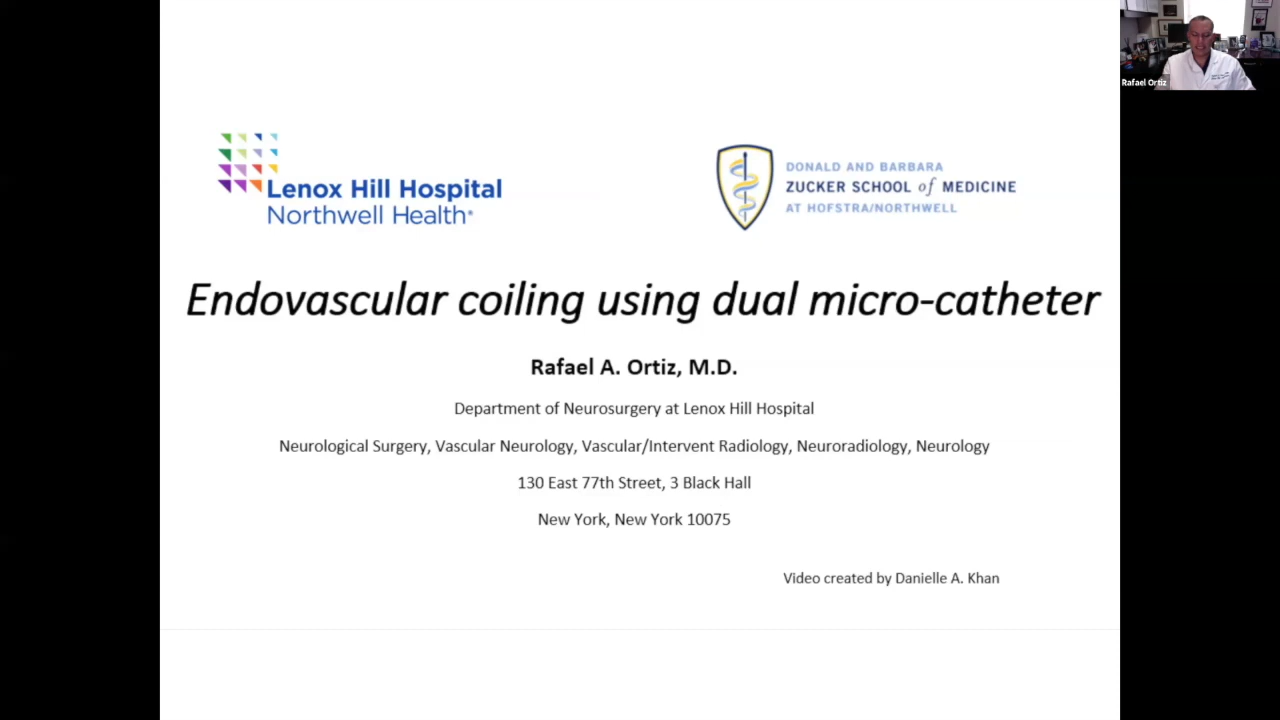 Rafael Ortiz
Lenox Hill Hospital
Northwell Health®
DONALD AND BARBARA
ZUCKER SCHOOL of MEDICINE
AT HOFSTRA/NORTHWELL
Endovascular coiling using dual micro-catheter
Rafael A. Ortiz, M.D.
Department of Neurosurgery at Lenox Hill Hospital
Neurological Surgery, Vascular Neurology, Vascular/Intervent Radiology, Neuroradiology, Neurology
130 East 77th Street, 3 Black Hall
New York, New York 10075
Video created by Danielle A. Khan